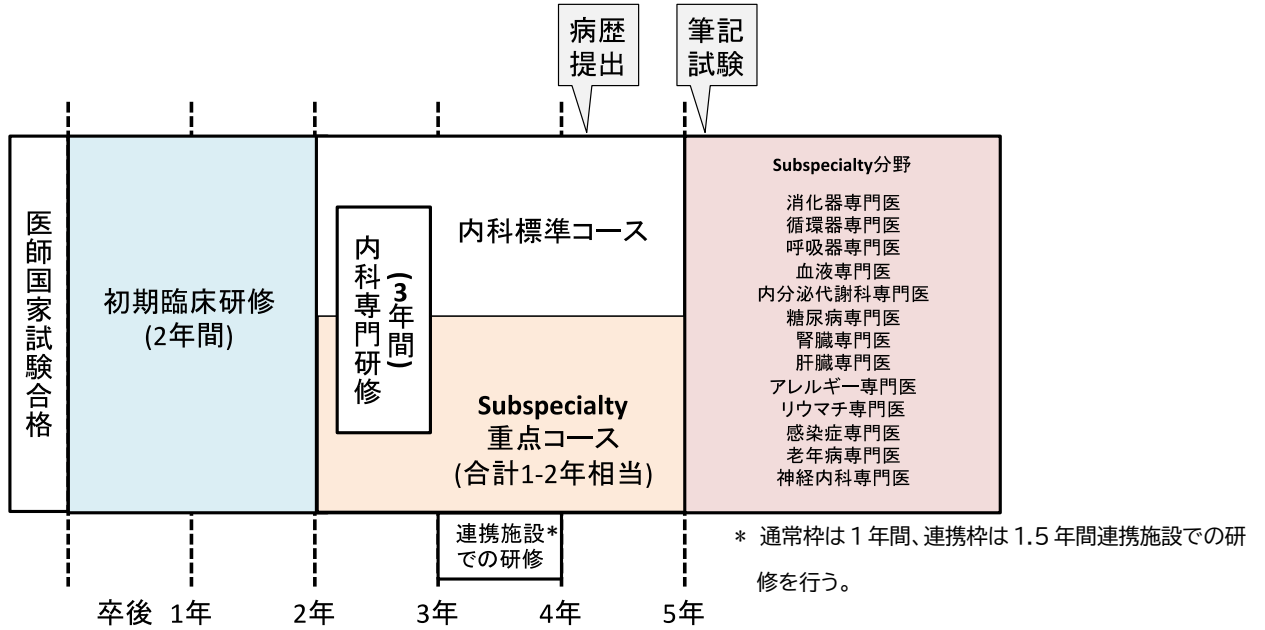 病歴
提出
筆記
試験
医師国家試験合格
初期臨床研修
(2年間)
内科専門研修
(3年間)
内科標準コース
Subspecialty
重点コース
(合計1-2年相当)
Subspecialty分野
消化器専門医
循環器専門医
呼吸器専門医
血液専門医
内分泌代謝科専門医
糖尿病専門医
腎臓専門医
肝臓専門医
アレルギー専門医
リウマチ専門医
感染症専門医
老年病専門医
神経内科専門医
連携施設*
での研修
* 通常枠は1年間、連携枠は1.5年間連携施設での研
修を行う。
卒後 1年 2年 3年 4年 5年